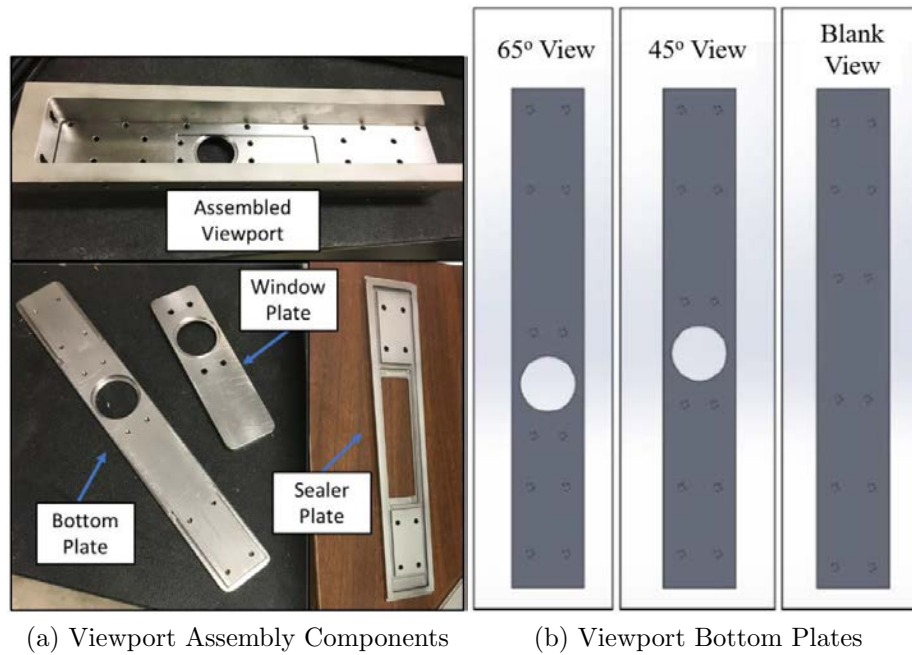 Assembled
Viewport
Window
Plate
Bottom
Plate
Sealer
Plate
65º View
45º View
Blank
View
(a) Viewport Assembly Components
(b) Viewport Bottom Plates